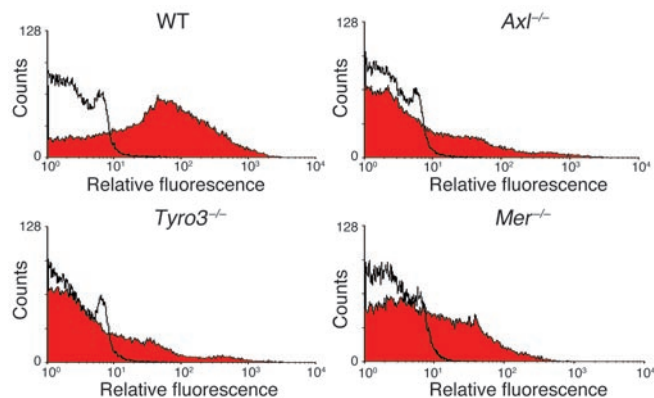 WT
128
Counts
0
10⁰ 10¹ 10² 10³ 10⁴
Relative fluorescence
Axl⁻/⁻
128
Counts
0
10⁰ 10¹ 10² 10³ 10⁴
Relative fluorescence
Tyro3⁻/⁻
128
Counts
0
10⁰ 10¹ 10² 10³ 10⁴
Relative fluorescence
Mer⁻/⁻
128
Counts
0
10⁰ 10¹ 10² 10³ 10⁴
Relative fluorescence